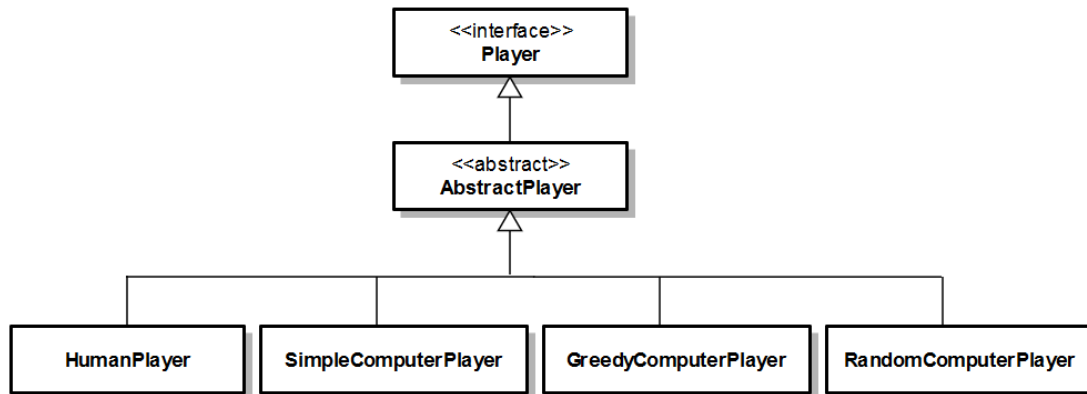 <<interface>>
Player
<<abstract>>
AbstractPlayer
HumanPlayer
SimpleComputerPlayer
GreedyComputerPlayer
RandomComputerPlayer